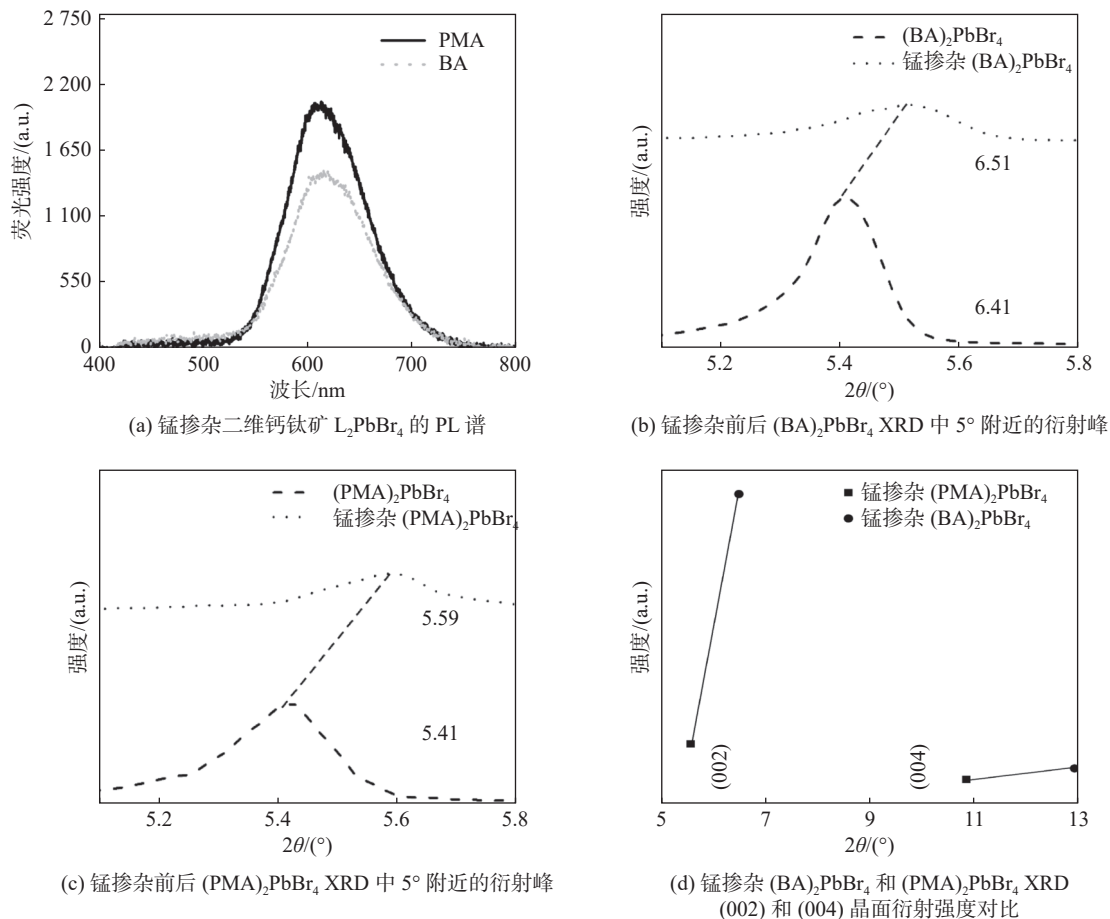 2 750
2 200
1 650
1 100
550
0
荧光强度/(a.u.)
PMA
BA
400
500
600
700
800
波长/nm
(a) 锰掺杂二维钙钛矿 L₂PbBr₄ 的 PL 谱
强度/(a.u.)
(BA)₂PbBr₄
锰掺杂 (BA)₂PbBr₄
6.51
6.41
5.2
5.4
5.6
5.8
2θ/(°)
(b) 锰掺杂前后 (BA)₂PbBr₄ XRD 中 5° 附近的衍射峰
强度/(a.u.)
(PMA)₂PbBr₄
锰掺杂 (PMA)₂PbBr₄
5.59
5.41
5.2
5.4
5.6
5.8
2θ/(°)
(c) 锰掺杂前后 (PMA)₂PbBr₄ XRD 中 5° 附近的衍射峰
强度/(a.u.)
锰掺杂 (PMA)₂PbBr₄
锰掺杂 (BA)₂PbBr₄
(002)
(004)
5
7
9
11
13
2θ/(°)
(d) 锰掺杂 (BA)₂PbBr₄ 和 (PMA)₂PbBr₄ XRD
(002) 和 (004) 晶面衍射强度对比